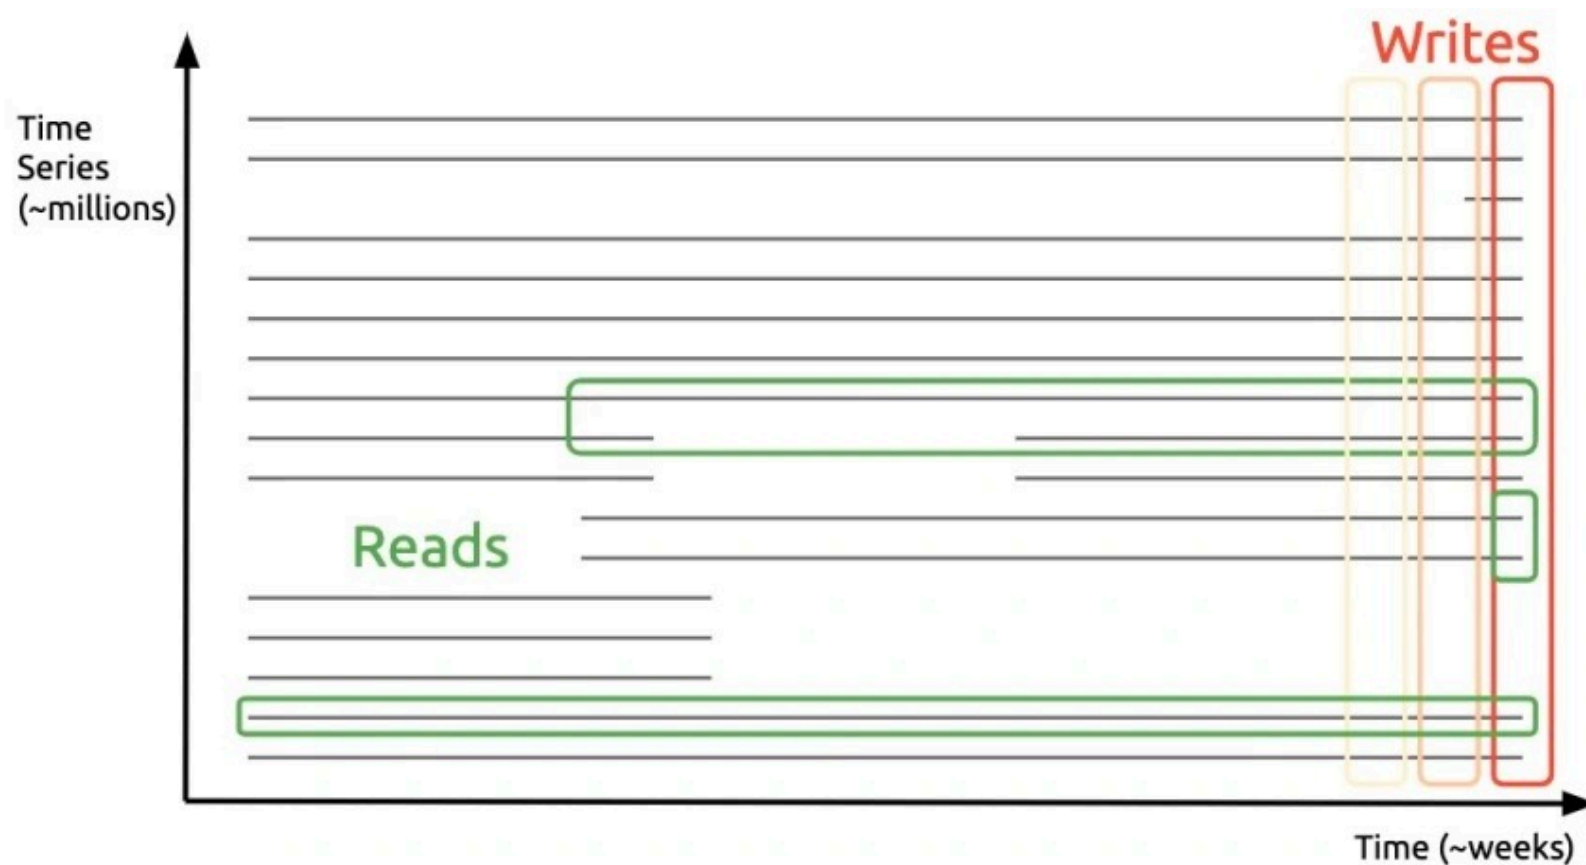 Writes
Time
Series
(~millions)
Reads
Time (~weeks)